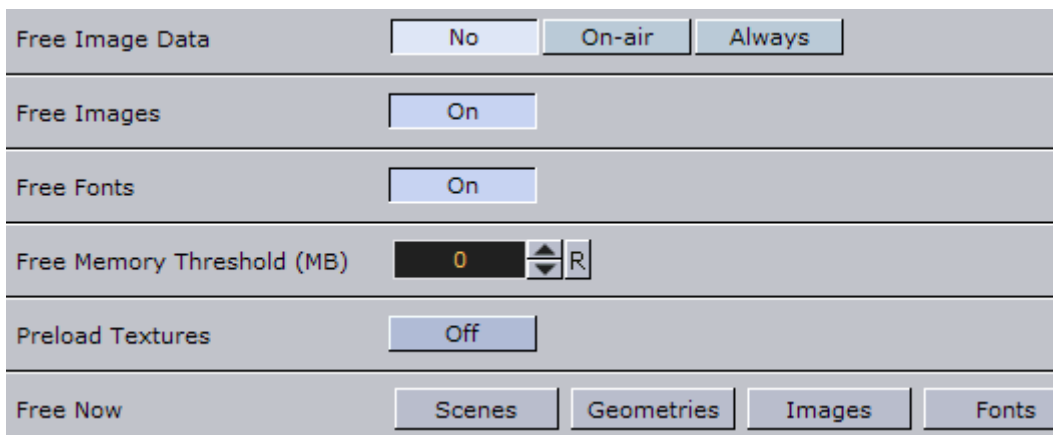 Free Image Data No On-air Always
Free Images On
Free Fonts On
Free Memory Threshold (MB) 0 R
Preload Textures Off
Free Now Scenes Geometries Images Fonts